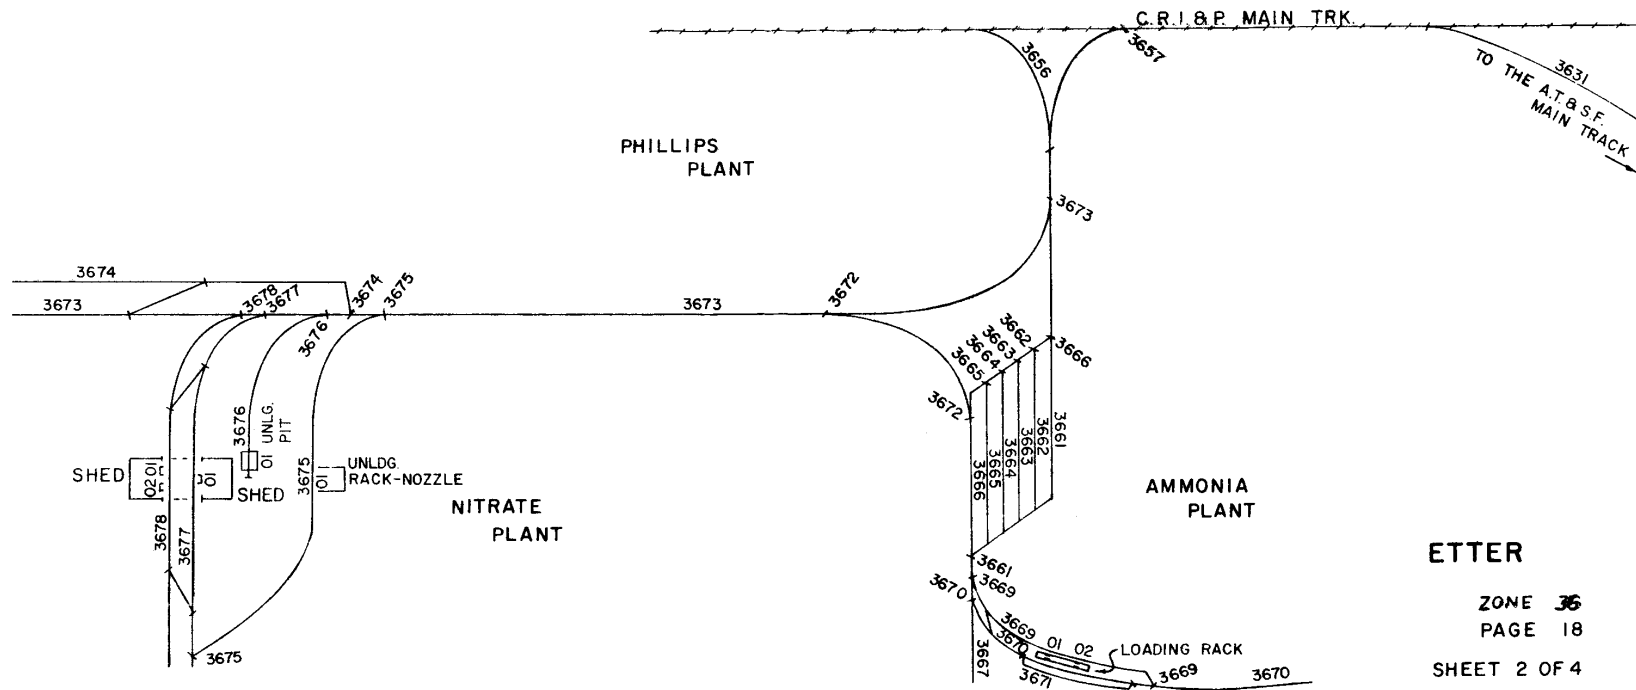 C.R.I.&P. MAIN TRK.
3656
3657
3631
TO THE A.T.&S.F.
MAIN TRACK
PHILLIPS
PLANT
3673
3674
3673
3678
3677
3676
3674
3675
3673
3672
3662
3663
3664
3665
3666
3672
3661
3662
3663
3664
3665
3666
3676
UNLG.
PIT
01
SHED
0201
01
SHED
3675
01
UNLDG.
RACK-NOZZLE
NITRATE
PLANT
AMMONIA
PLANT
3678
3677
3675
3661
3670
3669
3669
3670
3667
01 02
LOADING RACK
3671
3669
3670
ETTER
ZONE 36
PAGE 18
SHEET 2 OF 4